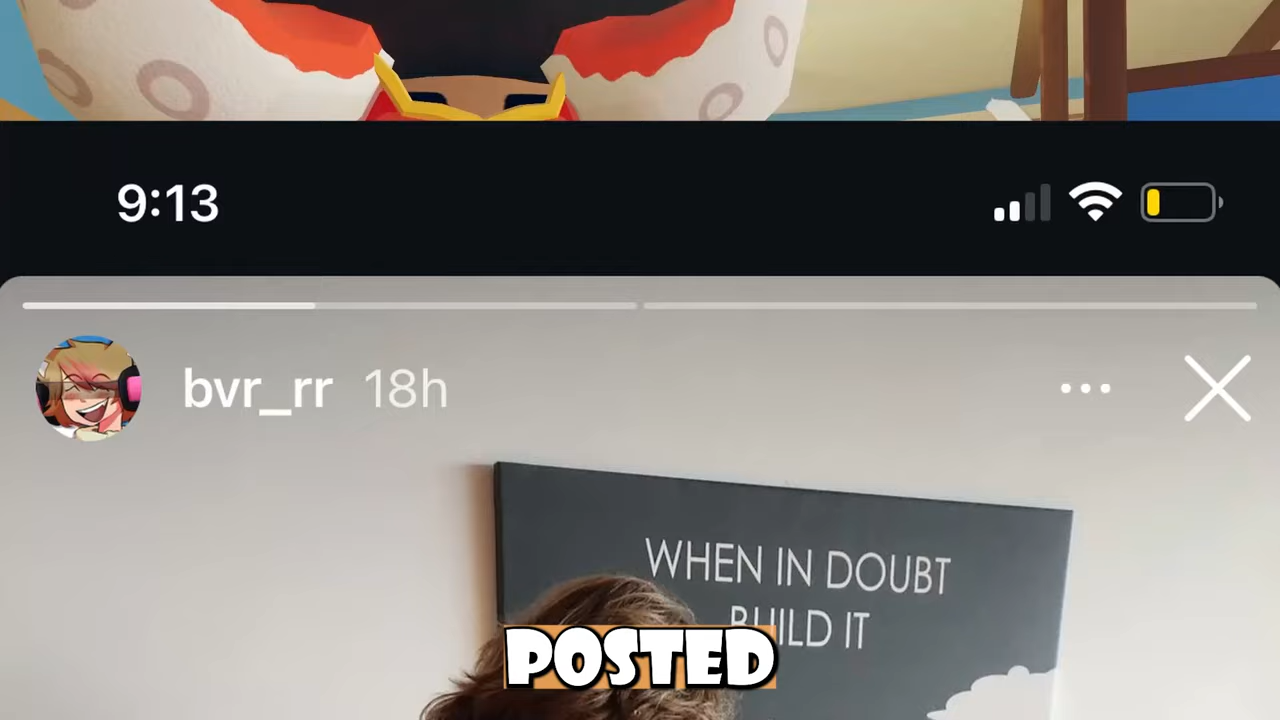 9:13
bvr_rr 18h
WHEN IN DOUBT
BUILD IT
POSTED